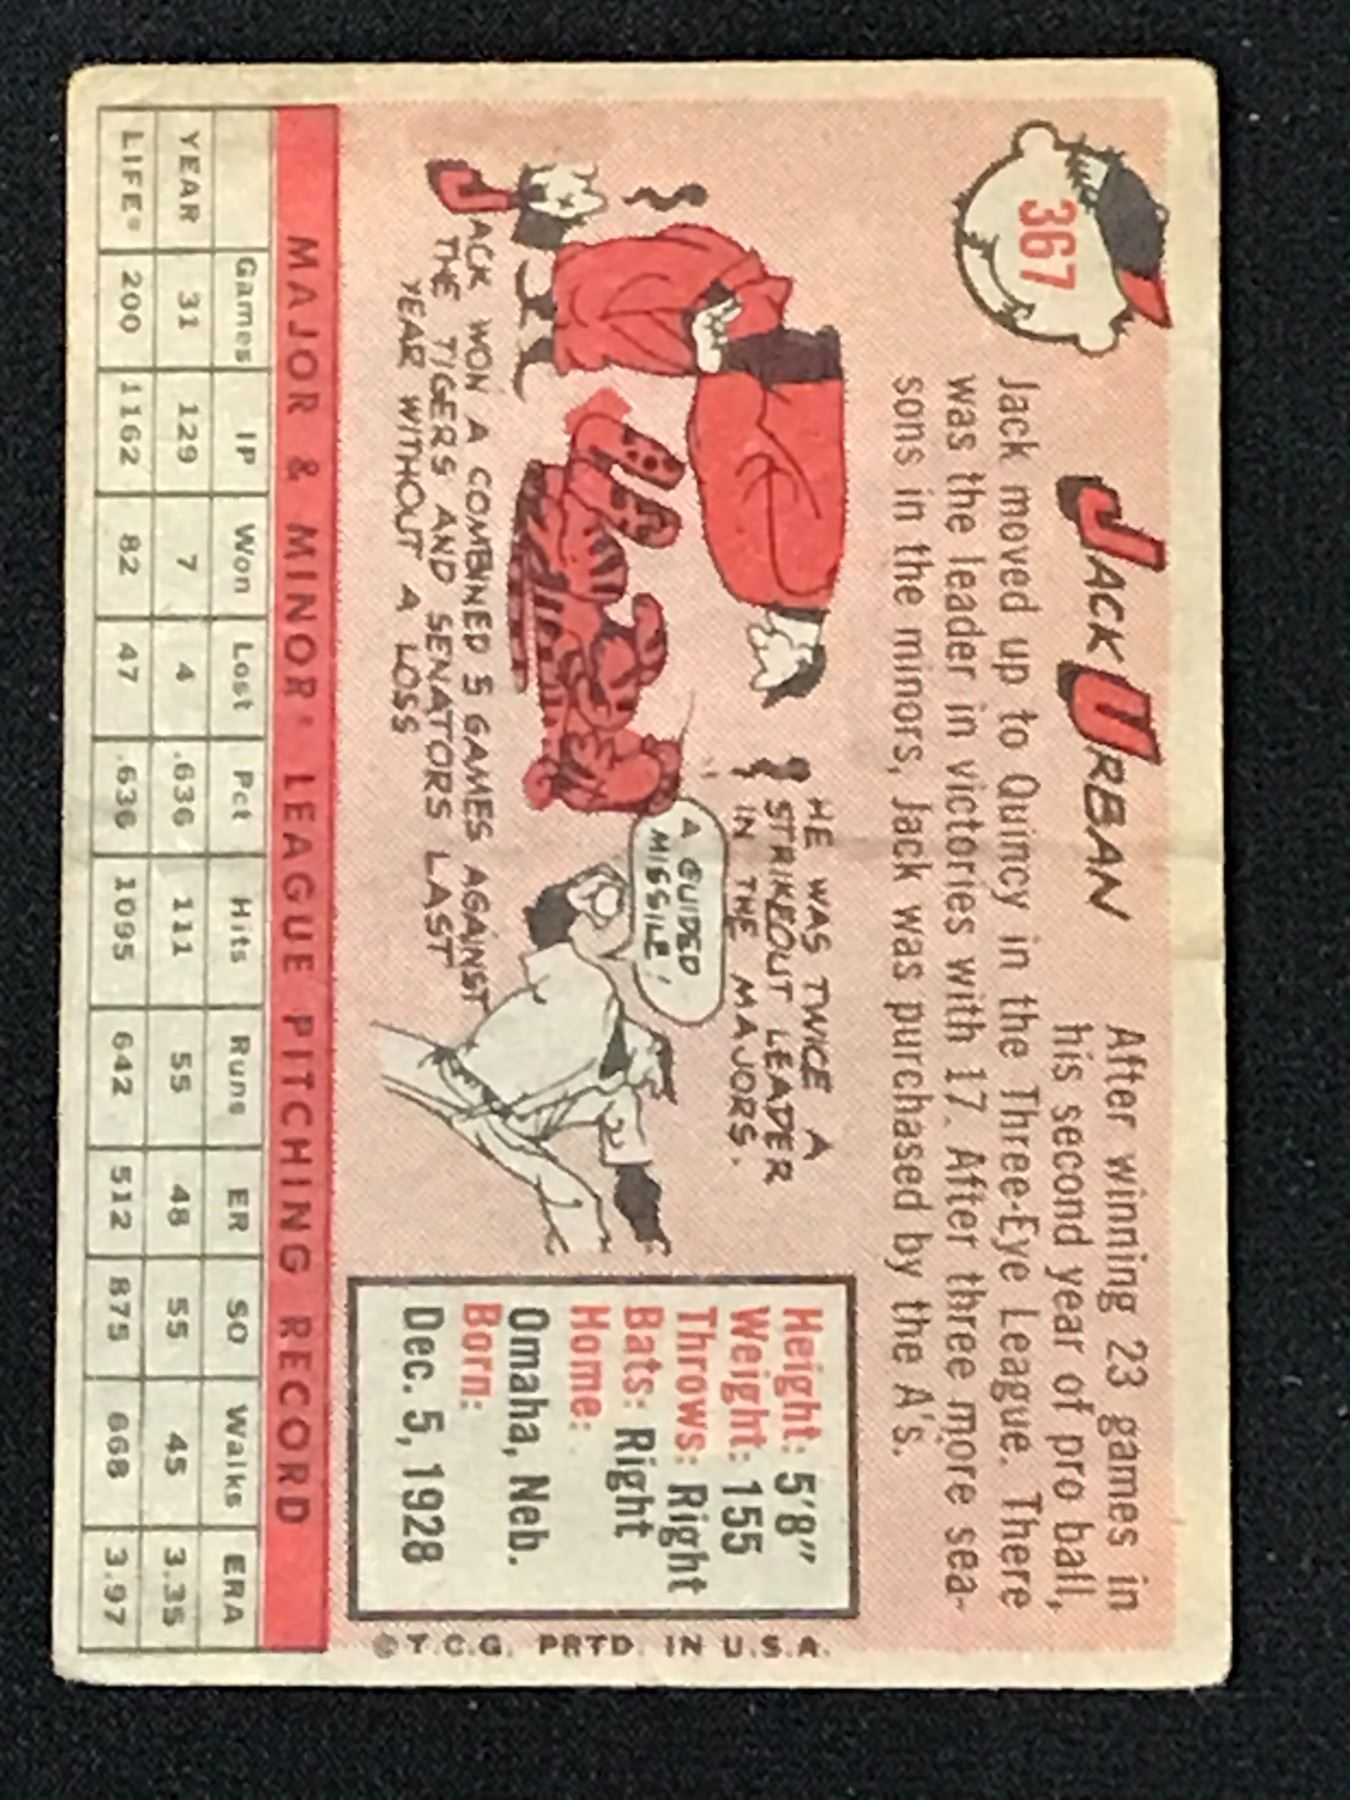 367
JACK URBAN
After winning 23 games in
his second year of pro ball,
Jack moved up to Quincy in the Three-Eye League. There
was the leader in victories with 17. After three more sea-
sons in the minors, Jack was purchased by the A's.
HE WAS TWICE A
STRIKEOUT LEADER
IN THE MAJORS.
A GUIDED
MISSILE!
JACK WON A COMBINED 5 GAMES AGAINST
THE TIGERS AND SENATORS LAST
YEAR WITHOUT A LOSS
Height: 5'8"
Weight: 155
Throws: Right
Bats: Right
Home:
Omaha, Neb.
Born:
Dec. 5, 1928
© T.C.G. PRTD. IN U.S.A.
MAJOR & MINOR* LEAGUE PITCHING RECORD
Games IP Won Lost Pct Hits Runs ER SO Walks ERA
YEAR 31 129 7 4 .636 111 55 48 55 45 3.35
LIFE* 200 1162 82 47 .636 1095 642 512 875 668 3.97